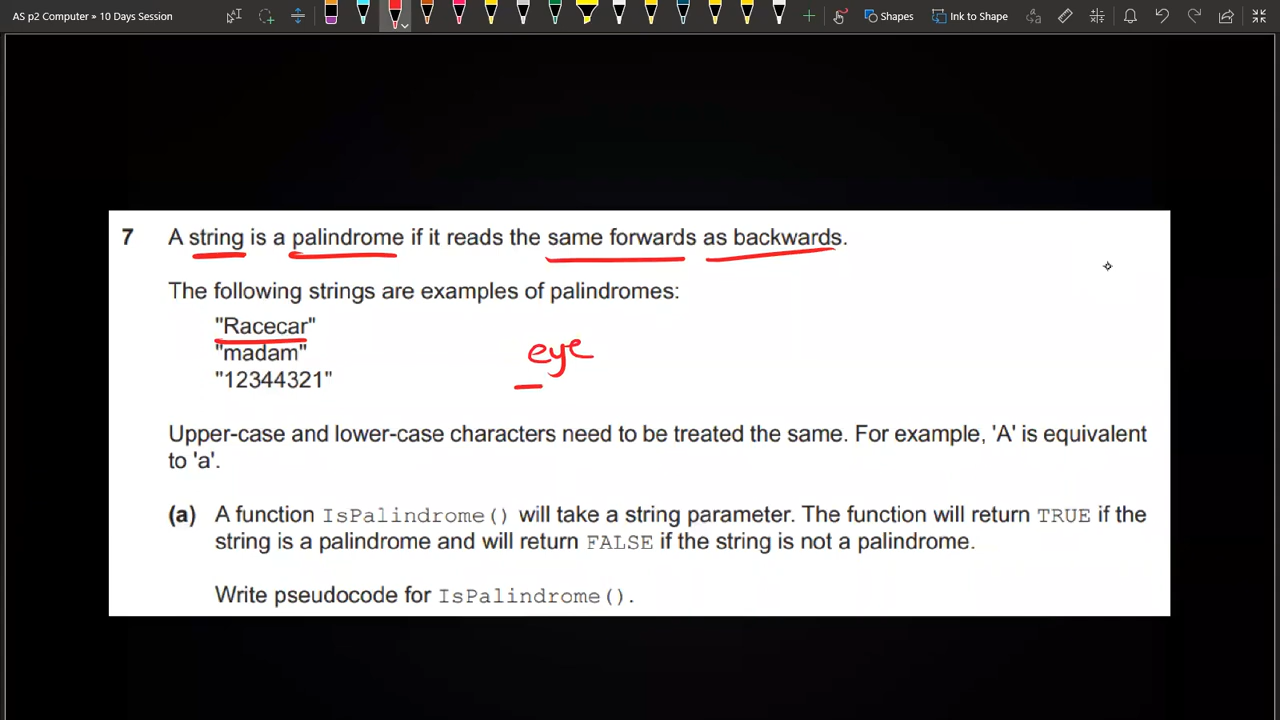 AS p2 Computer » 10 Days Session
Shapes
Ink to Shape
7 A string is a palindrome if it reads the same forwards as backwards.
The following strings are examples of palindromes:
"Racecar"
"madam"
"12344321"
eye
Upper-case and lower-case characters need to be treated the same. For example, 'A' is equivalent
to 'a'.
(a) A function IsPalindrome() will take a string parameter. The function will return TRUE if the
string is a palindrome and will return FALSE if the string is not a palindrome.
Write pseudocode for IsPalindrome().